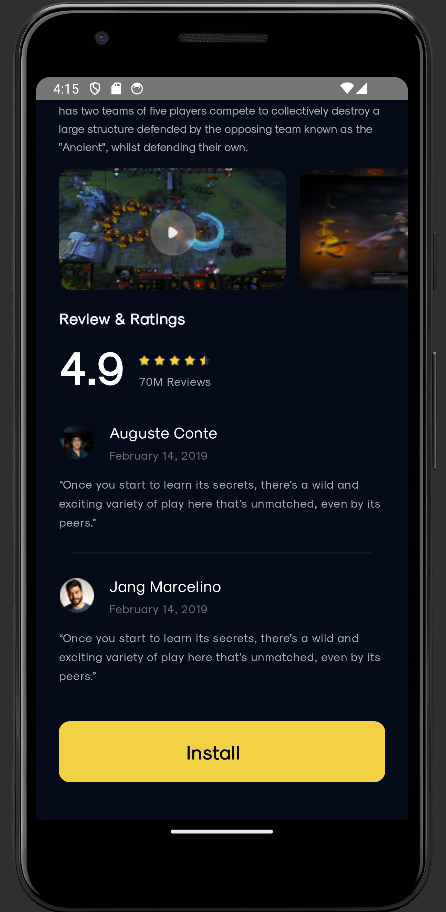 4:15
has two teams of five players compete to collectively destroy a
large structure defended by the opposing team known as the
"Ancient", whilst defending their own.
Review & Ratings
4.9
70M Reviews
Auguste Conte
February 14, 2019
“Once you start to learn its secrets, there’s a wild and
exciting variety of play here that’s unmatched, even by its
peers.”
Jang Marcelino
February 14, 2019
“Once you start to learn its secrets, there’s a wild and
exciting variety of play here that’s unmatched, even by its
peers.”
Install